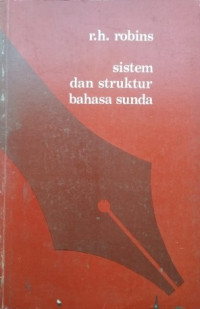 r.h. robins
sistem
dan struktur
bahasa sunda